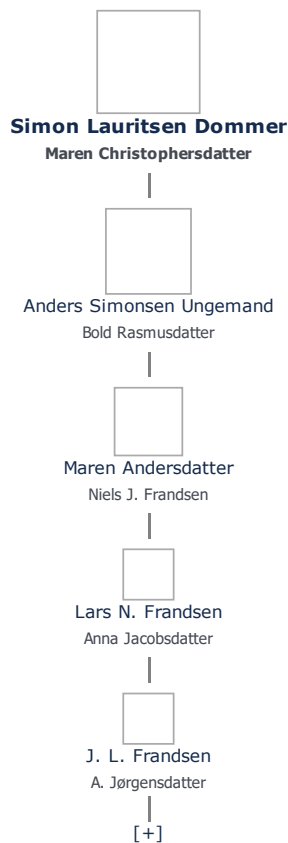 Simon Lauritsen Dommer
Maren Christophersdatter
Anders Simonsen Ungemand
Bold Rasmusdatter
Maren Andersdatter
Niels J. Frandsen
Lars N. Frandsen
Anna Jacobsdatter
J. L. Frandsen
A. Jørgensdatter
[+]